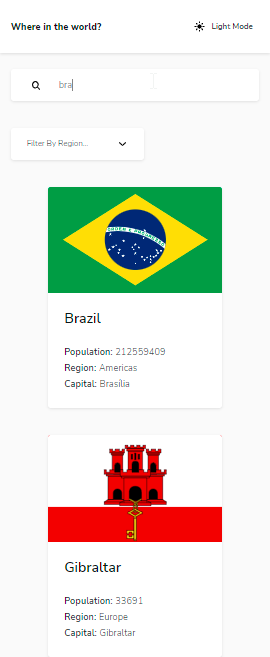 Where in the world?
Light Mode
bra
Filter By Region...
Brazil
Population: 212559409
Region: Americas
Capital: Brasília
Gibraltar
Population: 33691
Region: Europe
Capital: Gibraltar